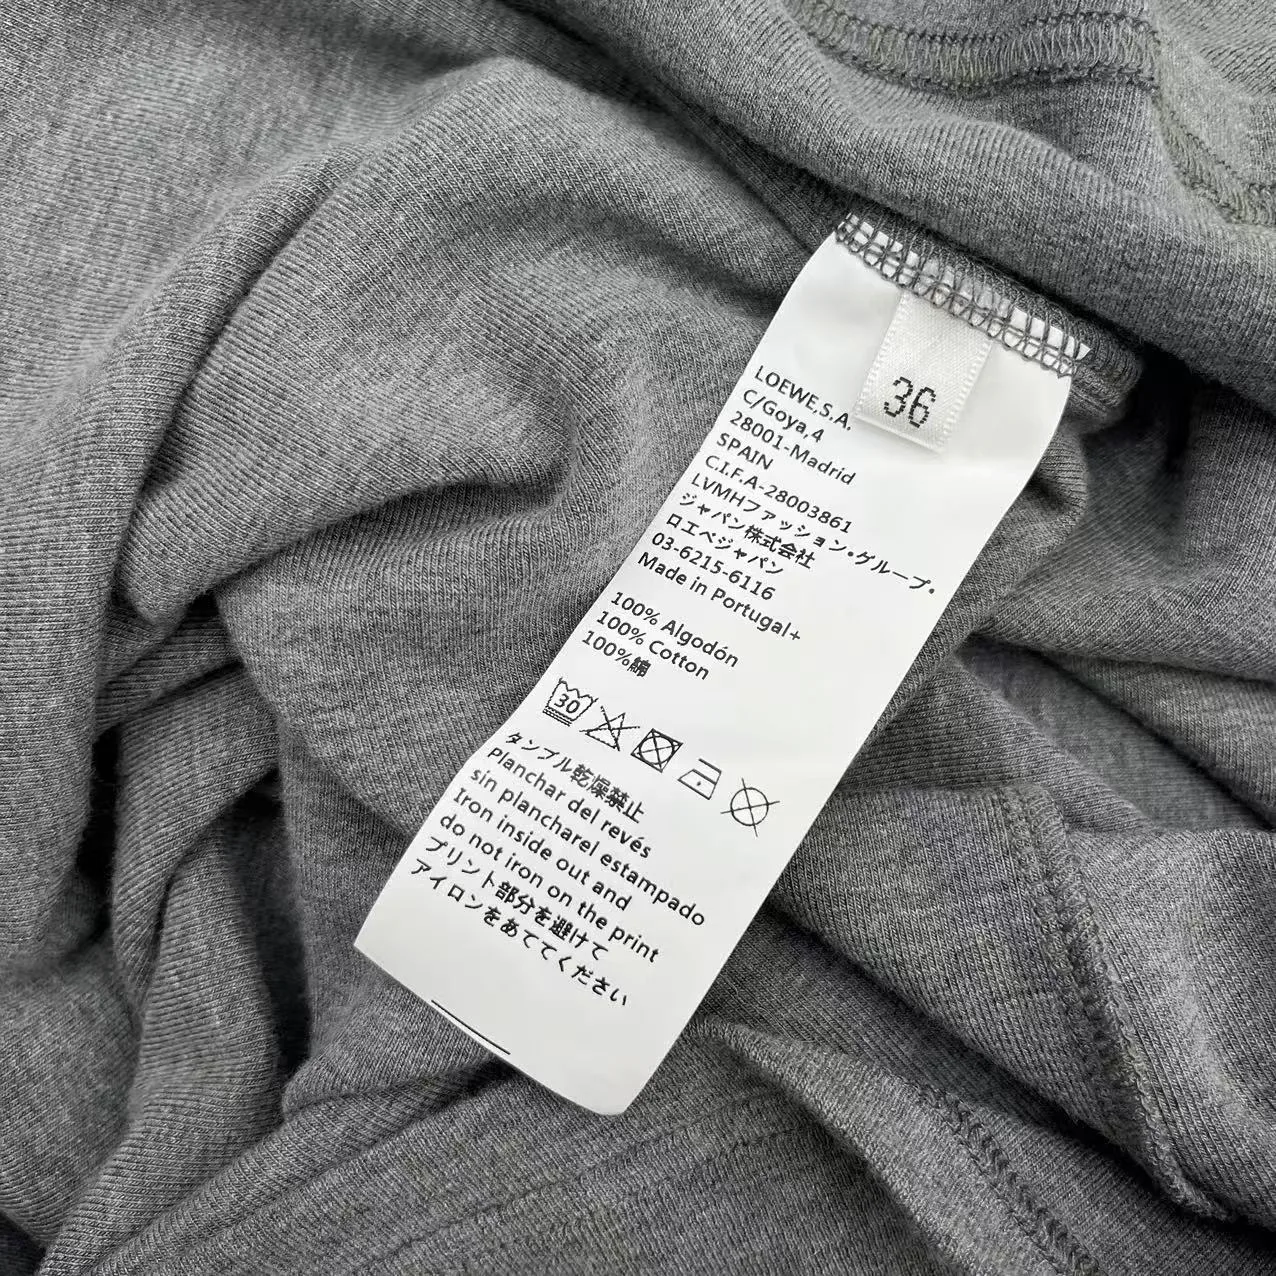 36
LOEWE.S.A.
C/Goya,4
28001-Madrid
SPAIN
C.I.F.A-28003861
LVMHファッション•グループ•
ジャパン株式会社
ロエベジャパン
03-6215-6116
Made in Portugal+
100% Algodón
100% Cotton
100%綿
30
タンブル乾燥禁止
Planchar del revés
sin plancharel estampado
Iron inside out and
do not iron on the print
プリント部分を避けて
アイロンをあててください